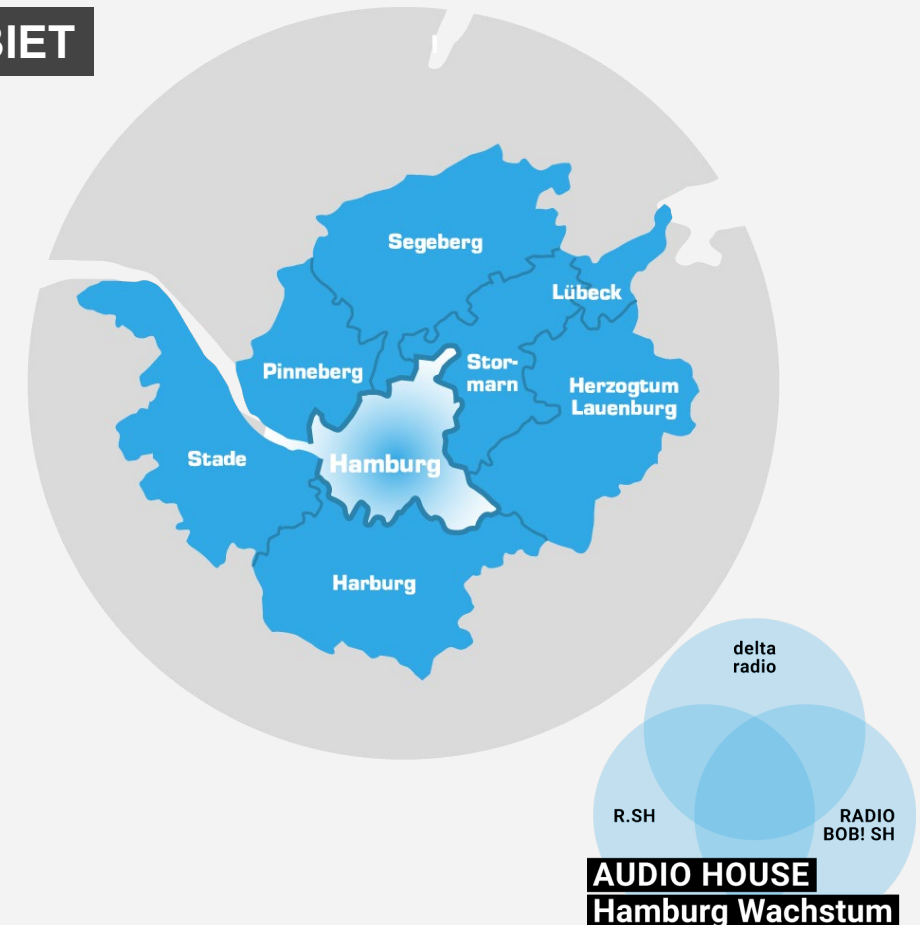 BIET
Segeberg
Lübeck
Pinneberg
Stor-
marn
Herzogtum
Lauenburg
Stade
Hamburg
Harburg
delta
radio
R.SH
RADIO
BOB! SH
AUDIO HOUSE
Hamburg Wachstum